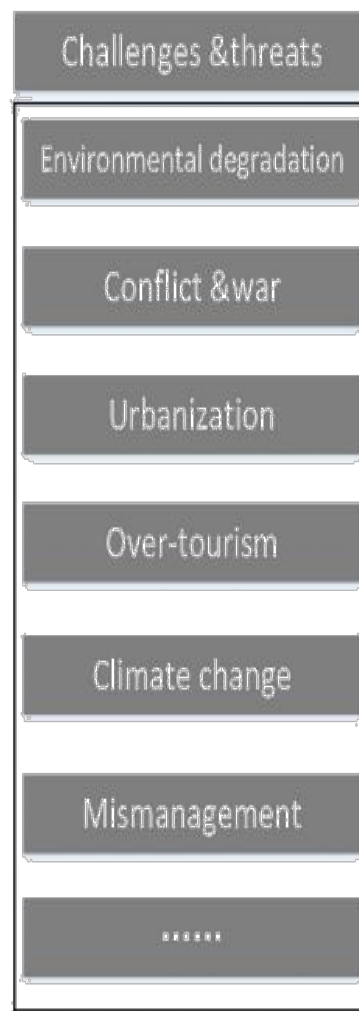 Challenges &threats
Environmental degradation
Conflict &war
Urbanization
Over-tourism
Climate change
Mismanagement
......